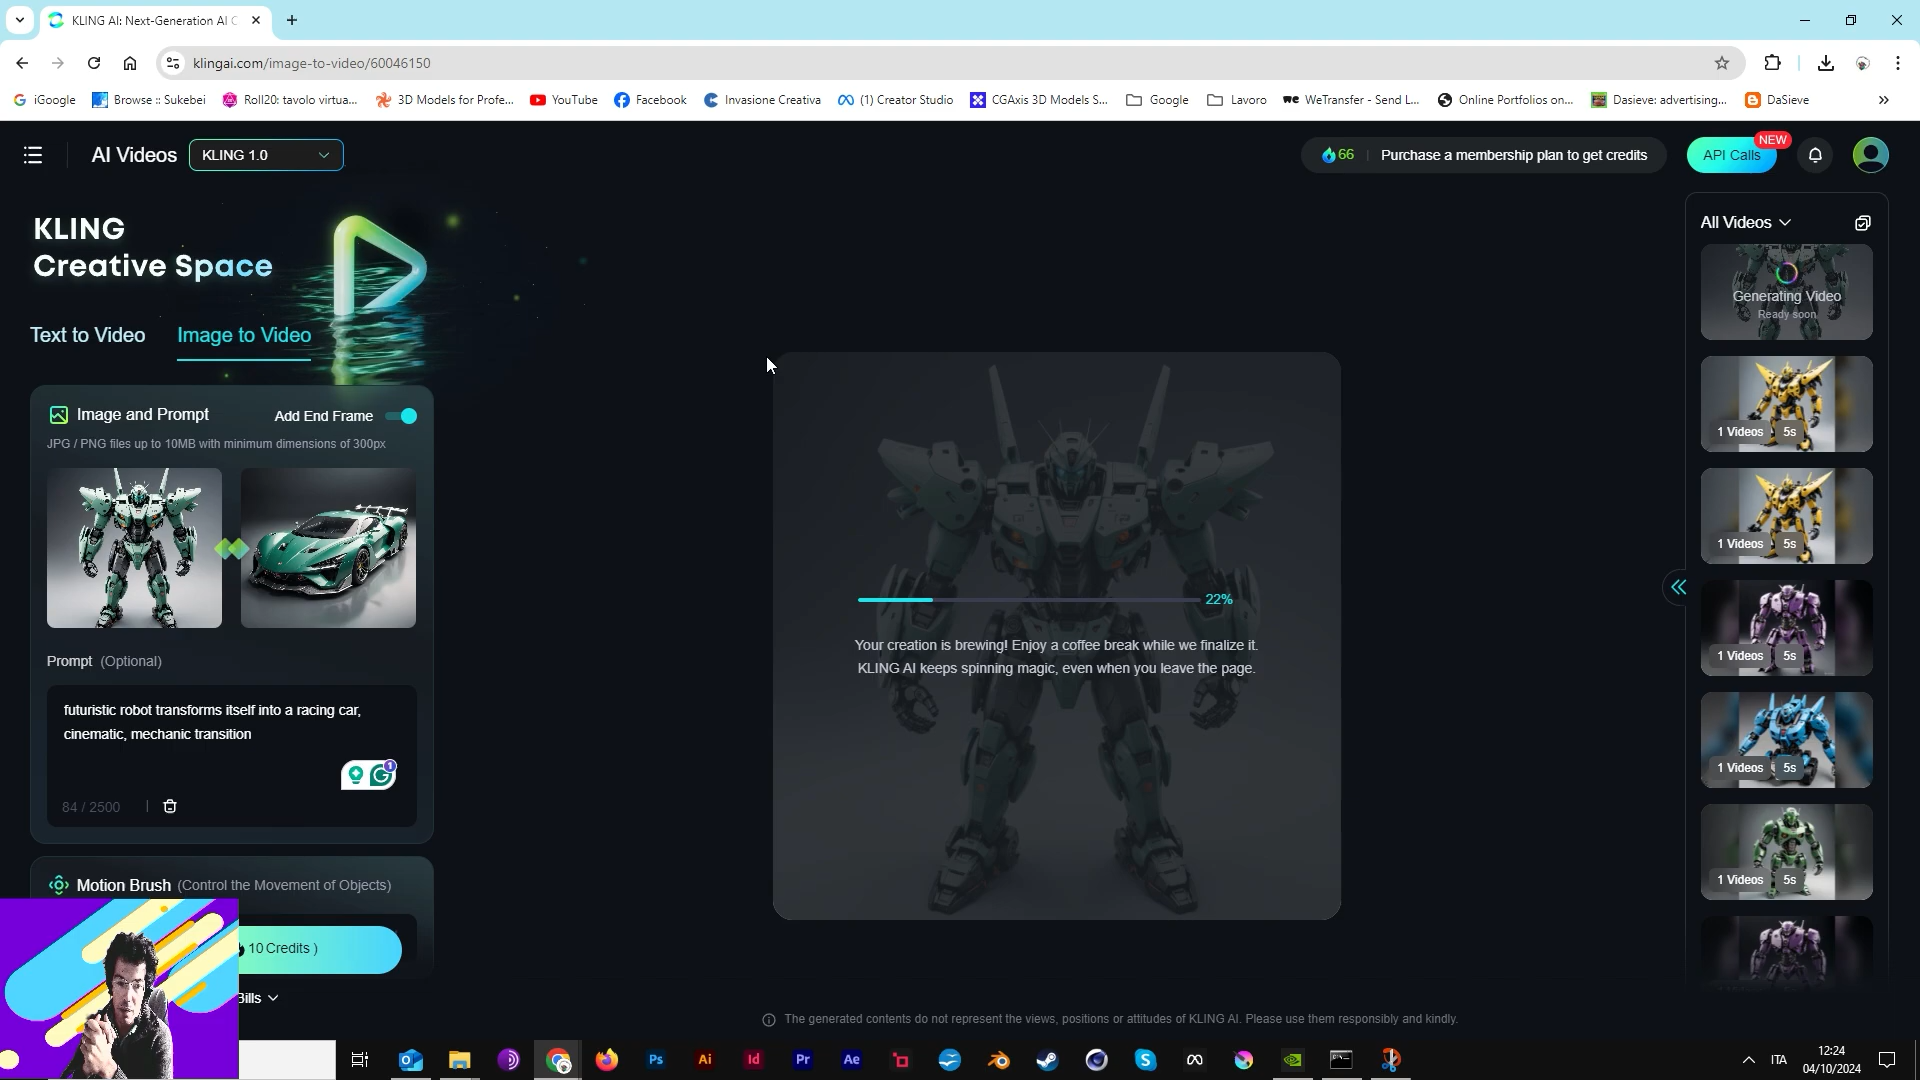 KLING AI: Next-Generation AI C
klingai.com/image-to-video/60046150
iGoogle
Browse :: Sukebei
Roll20: tavolo virtua...
3D Models for Profe...
YouTube
Facebook
Invasione Creativa
(1) Creator Studio
CGAxis 3D Models S...
Google
Lavoro
WeTransfer - Send L...
Online Portfolios on...
Dasieve: advertising...
DaSieve
AI Videos
KLING 1.0
66
Purchase a membership plan to get credits
API Calls
NEW
KLING
Creative Space
Text to Video
Image to Video
Image and Prompt
Add End Frame
JPG / PNG files up to 10MB with minimum dimensions of 300px
Prompt (Optional)
futuristic robot transforms itself into a racing car,
cinematic, mechanic transition
1
84 / 2500
Motion Brush (Control the Movement of Objects)
10 Credits )
Bills
22%
Your creation is brewing! Enjoy a coffee break while we finalize it.
KLING AI keeps spinning magic, even when you leave the page.
The generated contents do not represent the views, positions or attitudes of KLING AI. Please use them responsibly and kindly.
All Videos
Generating Video
Ready soon
1 Videos 5s
1 Videos 5s
1 Videos 5s
1 Videos 5s
1 Videos 5s
Ps
Ai
Id
Pr
Ae
ITA
12:24
04/10/2024